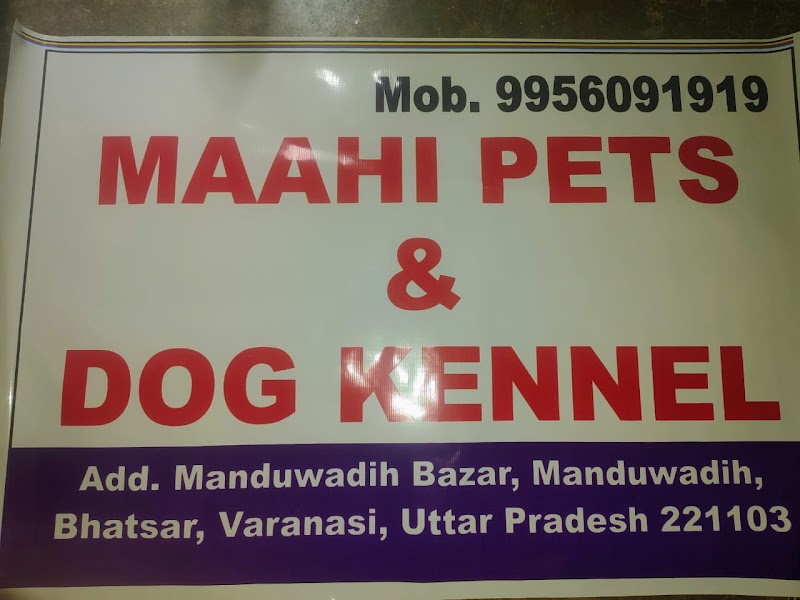 Mob. 9956091919
MAAHI PETS
&
DOG KENNEL
Add. Manduwadih Bazar, Manduwadih,
Bhatsar, Varanasi, Uttar Pradesh 221103